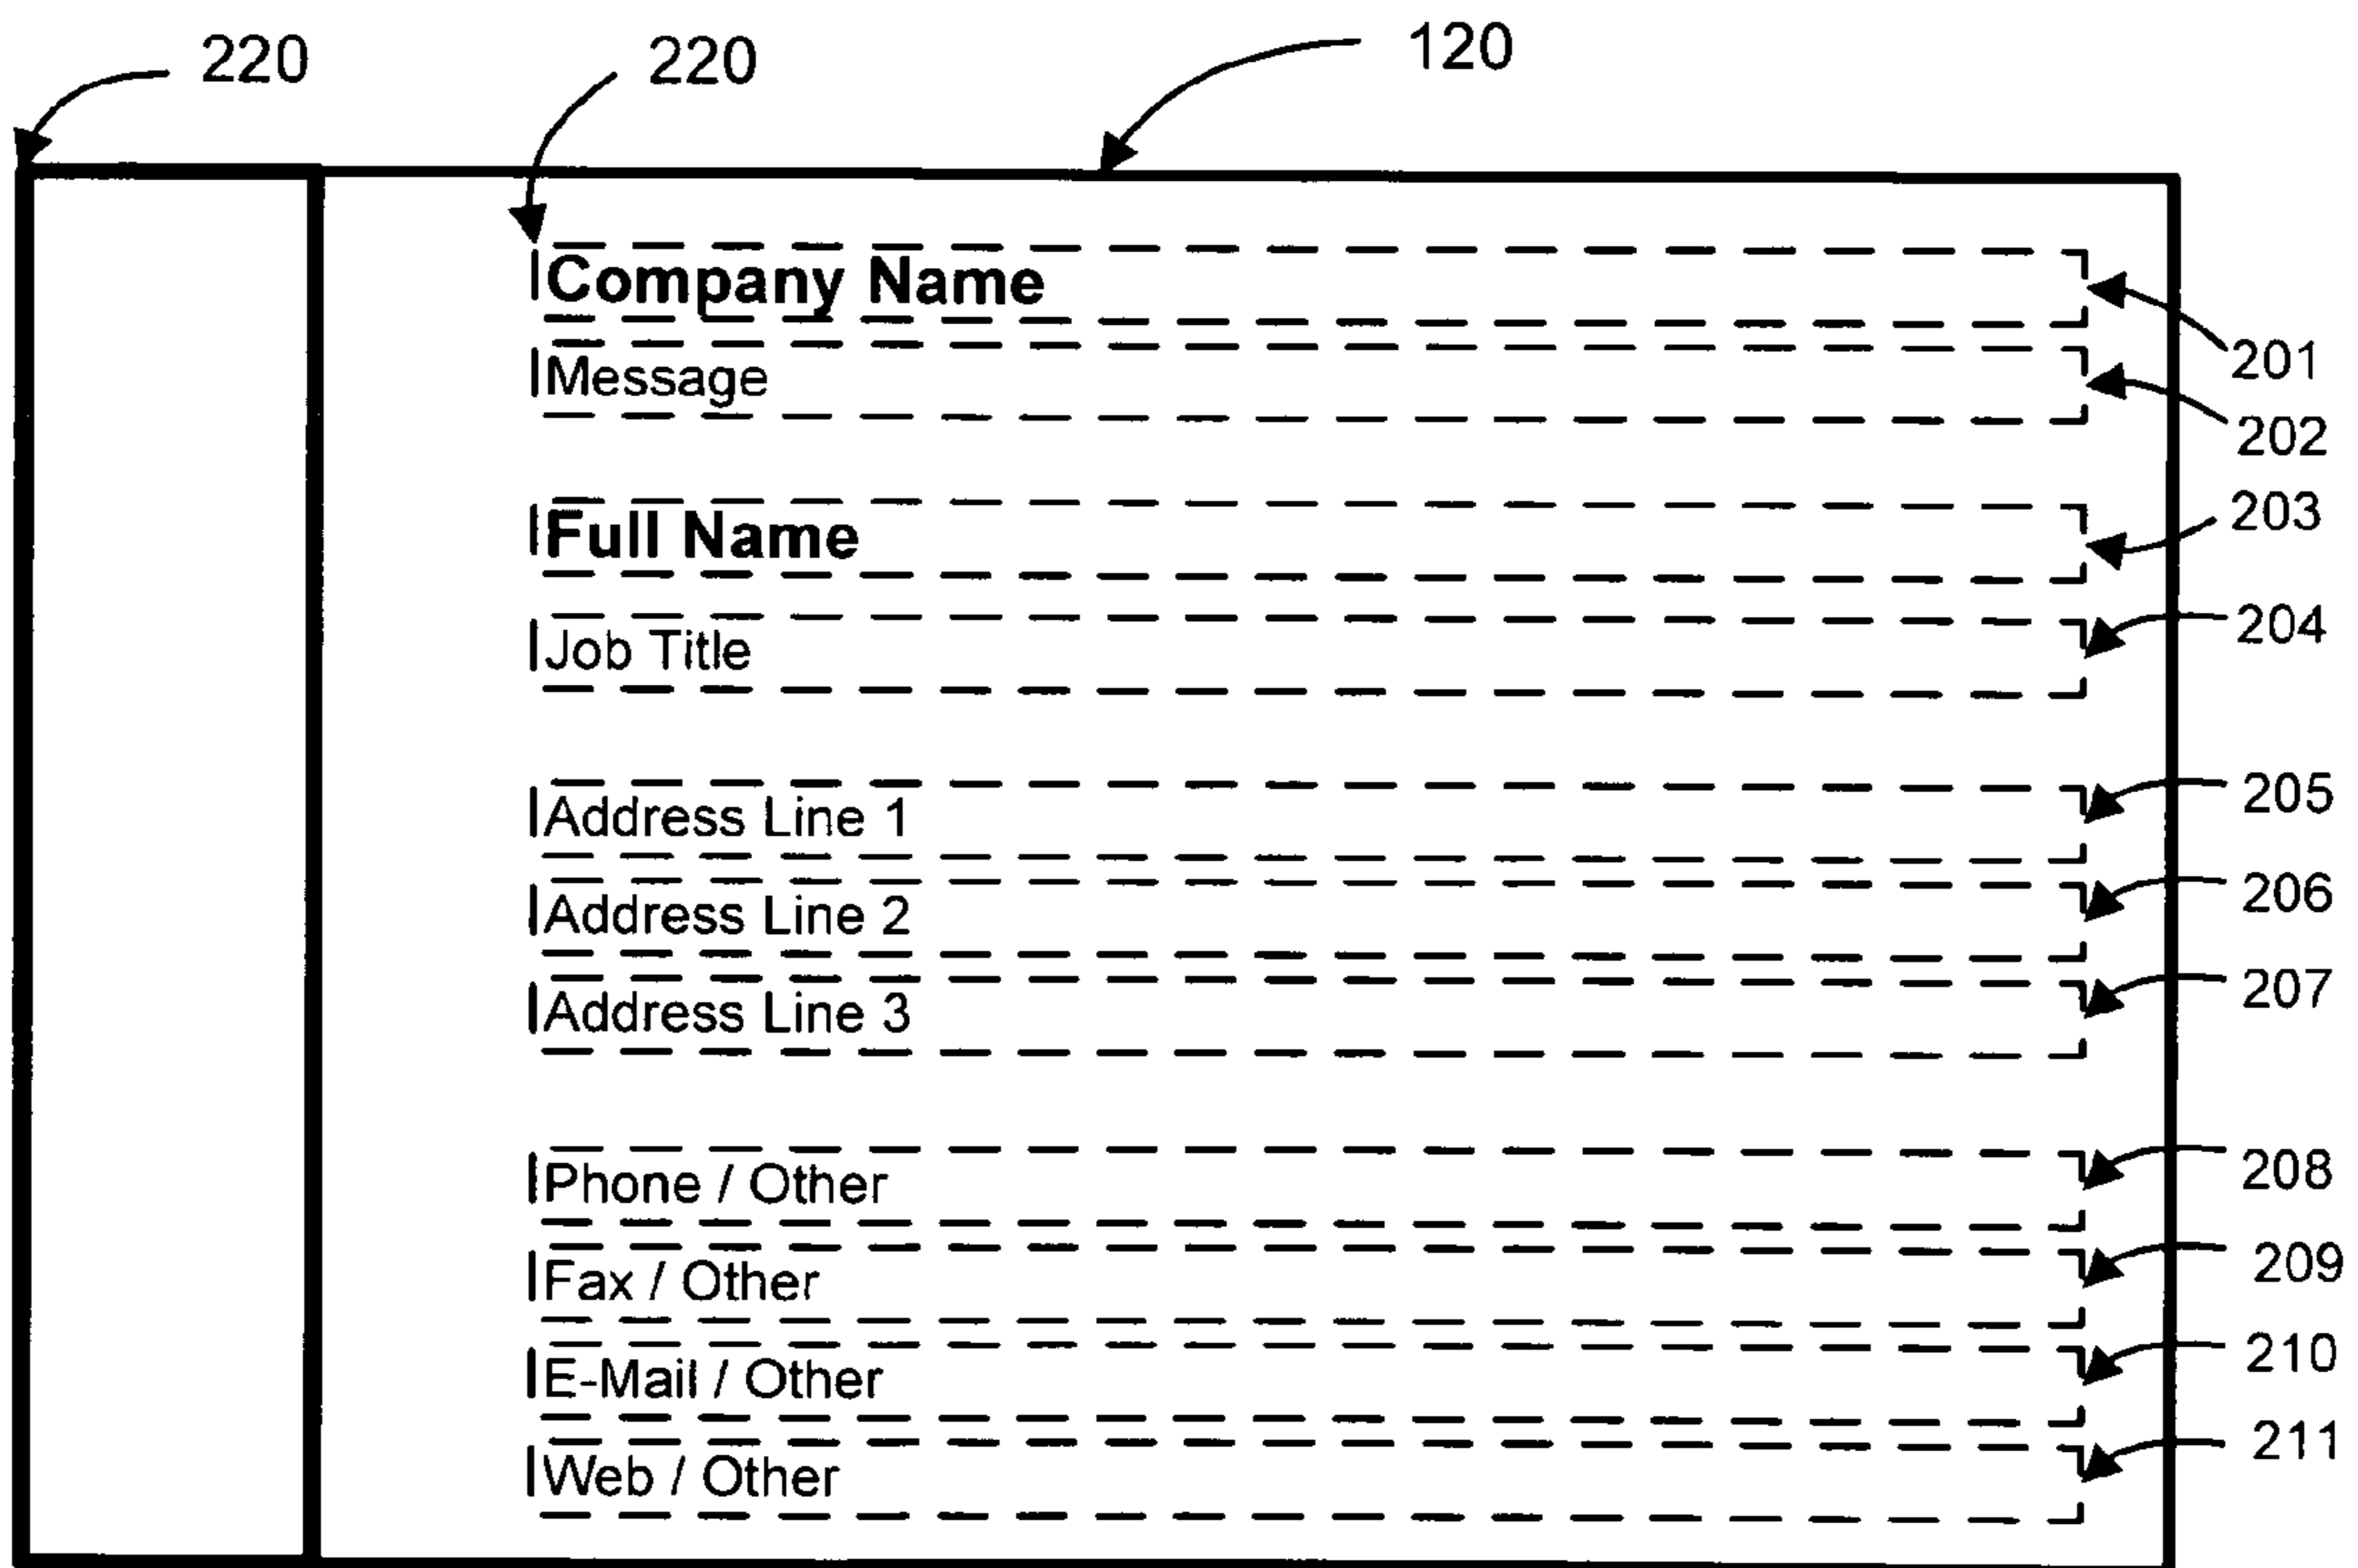 220 220 120
Company Name
201
Message
202
Full Name
203
Job Title
204
Address Line 1
205
Address Line 2
206
Address Line 3
207
Phone / Other
208
Fax / Other
209
E-Mail / Other
210
Web / Other
211